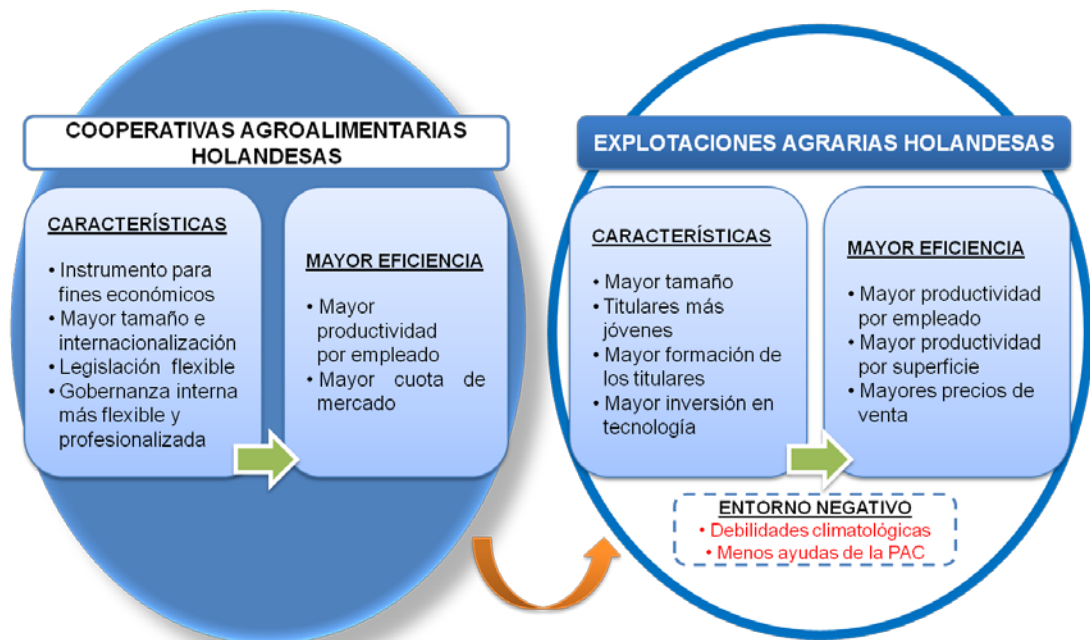 COOPERATIVAS AGROALIMENTARIAS
HOLANDESAS
CARACTERÍSTICAS
• Instrumento para
fines económicos
• Mayor tamaño e
internacionalización
• Legislación flexible
• Gobernanza interna
más flexible y
profesionalizada
MAYOR EFICIENCIA
• Mayor
productividad
por empleado
• Mayor cuota de
mercado
EXPLOTACIONES AGRARIAS HOLANDESAS
CARACTERÍSTICAS
• Mayor tamaño
• Titulares más
jóvenes
• Mayor formación de
los titulares
• Mayor inversión en
tecnología
MAYOR EFICIENCIA
• Mayor productividad
por empleado
• Mayor productividad
por superficie
• Mayores precios de
venta
ENTORNO NEGATIVO
• Debilidades climatológicas
• Menos ayudas de la PAC